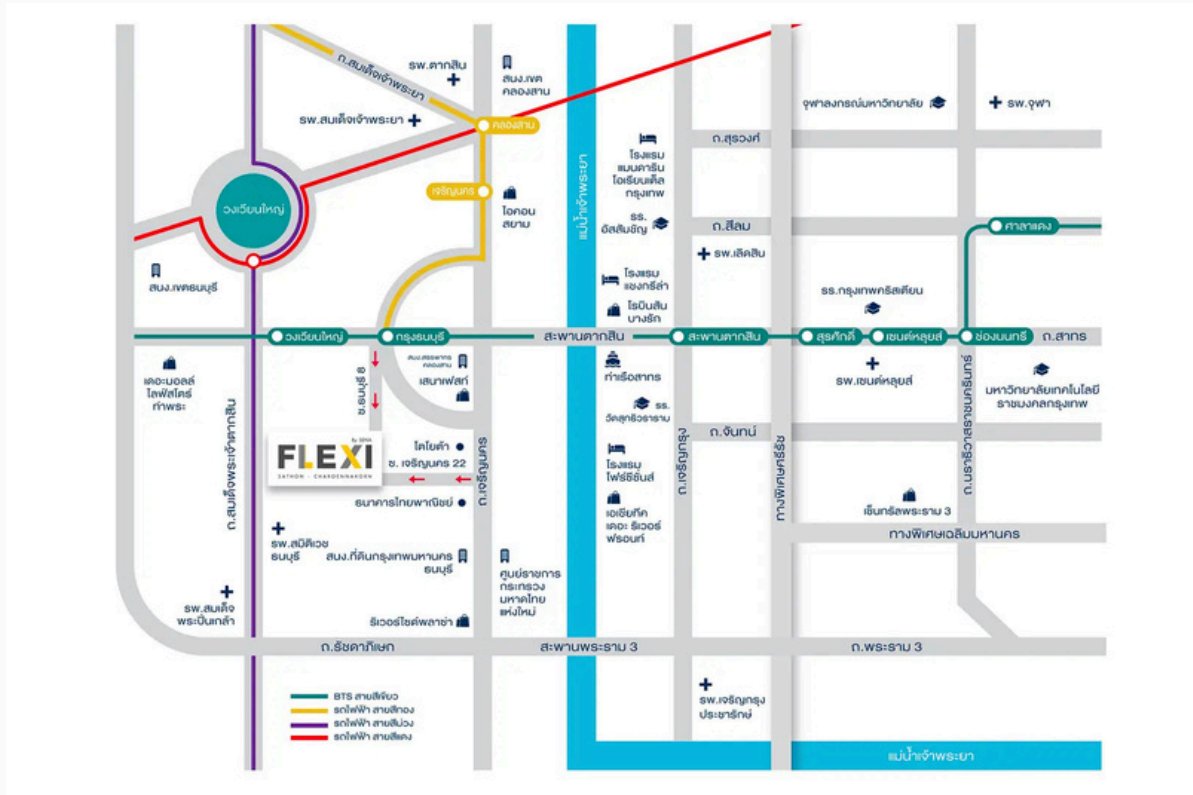 ถ.สมเด็จเจ้าพระยา
รพ.ตากสิน
สนง.เขต
คลองสาน
รพ.สมเด็จเจ้าพระยา
คลองสาน
จุฬาลงกรณ์มหาวิทยาลัย
รพ.จุฬา
ถ.สุรวงศ์
โรงแรม
แมนดาริน
โอเรียนเต็ล
กรุงเทพ
แม่น้ำเจ้าพระยา
เจริญนคร
ไอคอน
สยาม
วงเวียนใหญ่
รร.
อัสสัมชัญ
ถ.สีลม
ศาลาแดง
รพ.เลิดสิน
สนง.เขตธนบุรี
โรงแรม
แชงกรีล่า
รร.กรุงเทพคริสเตียน
โรบินสัน
บางรัก
วงเวียนใหญ่
กรุงธนบุรี
สะพานตากสิน
สะพานตากสิน
สุรศักดิ์
เซนต์หลุยส์
ช่องนนทรี
ถ.สาทร
สนง.สรรพากร
คลองสาน
เสนาเฟสท์
ท่าเรือสาทร
รพ.เซนต์หลุยส์
มหาวิทยาลัยเทคโนโลยี
ราชมงคลกรุงเทพ
เดอะมอลล์
ไลฟ์สโตร์
ท่าพระ
ซ.ธนบุรี 8
รร.
วัดสุทธิวราราม
ถ.จันทน์
ถ.สมเด็จพระเจ้าตากสิน
by SENA
FLEXI
SATHON - CHAROENNAKORN
โตโยต้า
ซ. เจริญนคร 22
ถ.เจริญนคร
โรงแรม
โฟร์ซีซั่นส์
ถ.เจริญกรุง
ทางพิเศษศรีรัช
ถ.นราธิวาสราชนครินทร์
ธนาคารไทยพาณิชย์
เอเชียทีค
เดอะ ริเวอร์
ฟรอนท์
เซ็นทรัลพระราม 3
ทางพิเศษเฉลิมมหานคร
รพ.สมิติเวช
ธนบุรี
สนง.ที่ดินกรุงเทพมหานคร
ธนบุรี
ศูนย์ราชการ
กระทรวง
มหาดไทย
แห่งใหม่
รพ.สมเด็จ
พระปิ่นเกล้า
ริเวอร์ไซด์พลาซ่า
ถ.รัชดาภิเษก
สะพานพระราม 3
ถ.พระราม 3
BTS สายสีเขียว
รถไฟฟ้า สายสีทอง
รถไฟฟ้า สายสีม่วง
รถไฟฟ้า สายสีแดง
รพ.เจริญกรุง
ประชารักษ์
แม่น้ำเจ้าพระยา